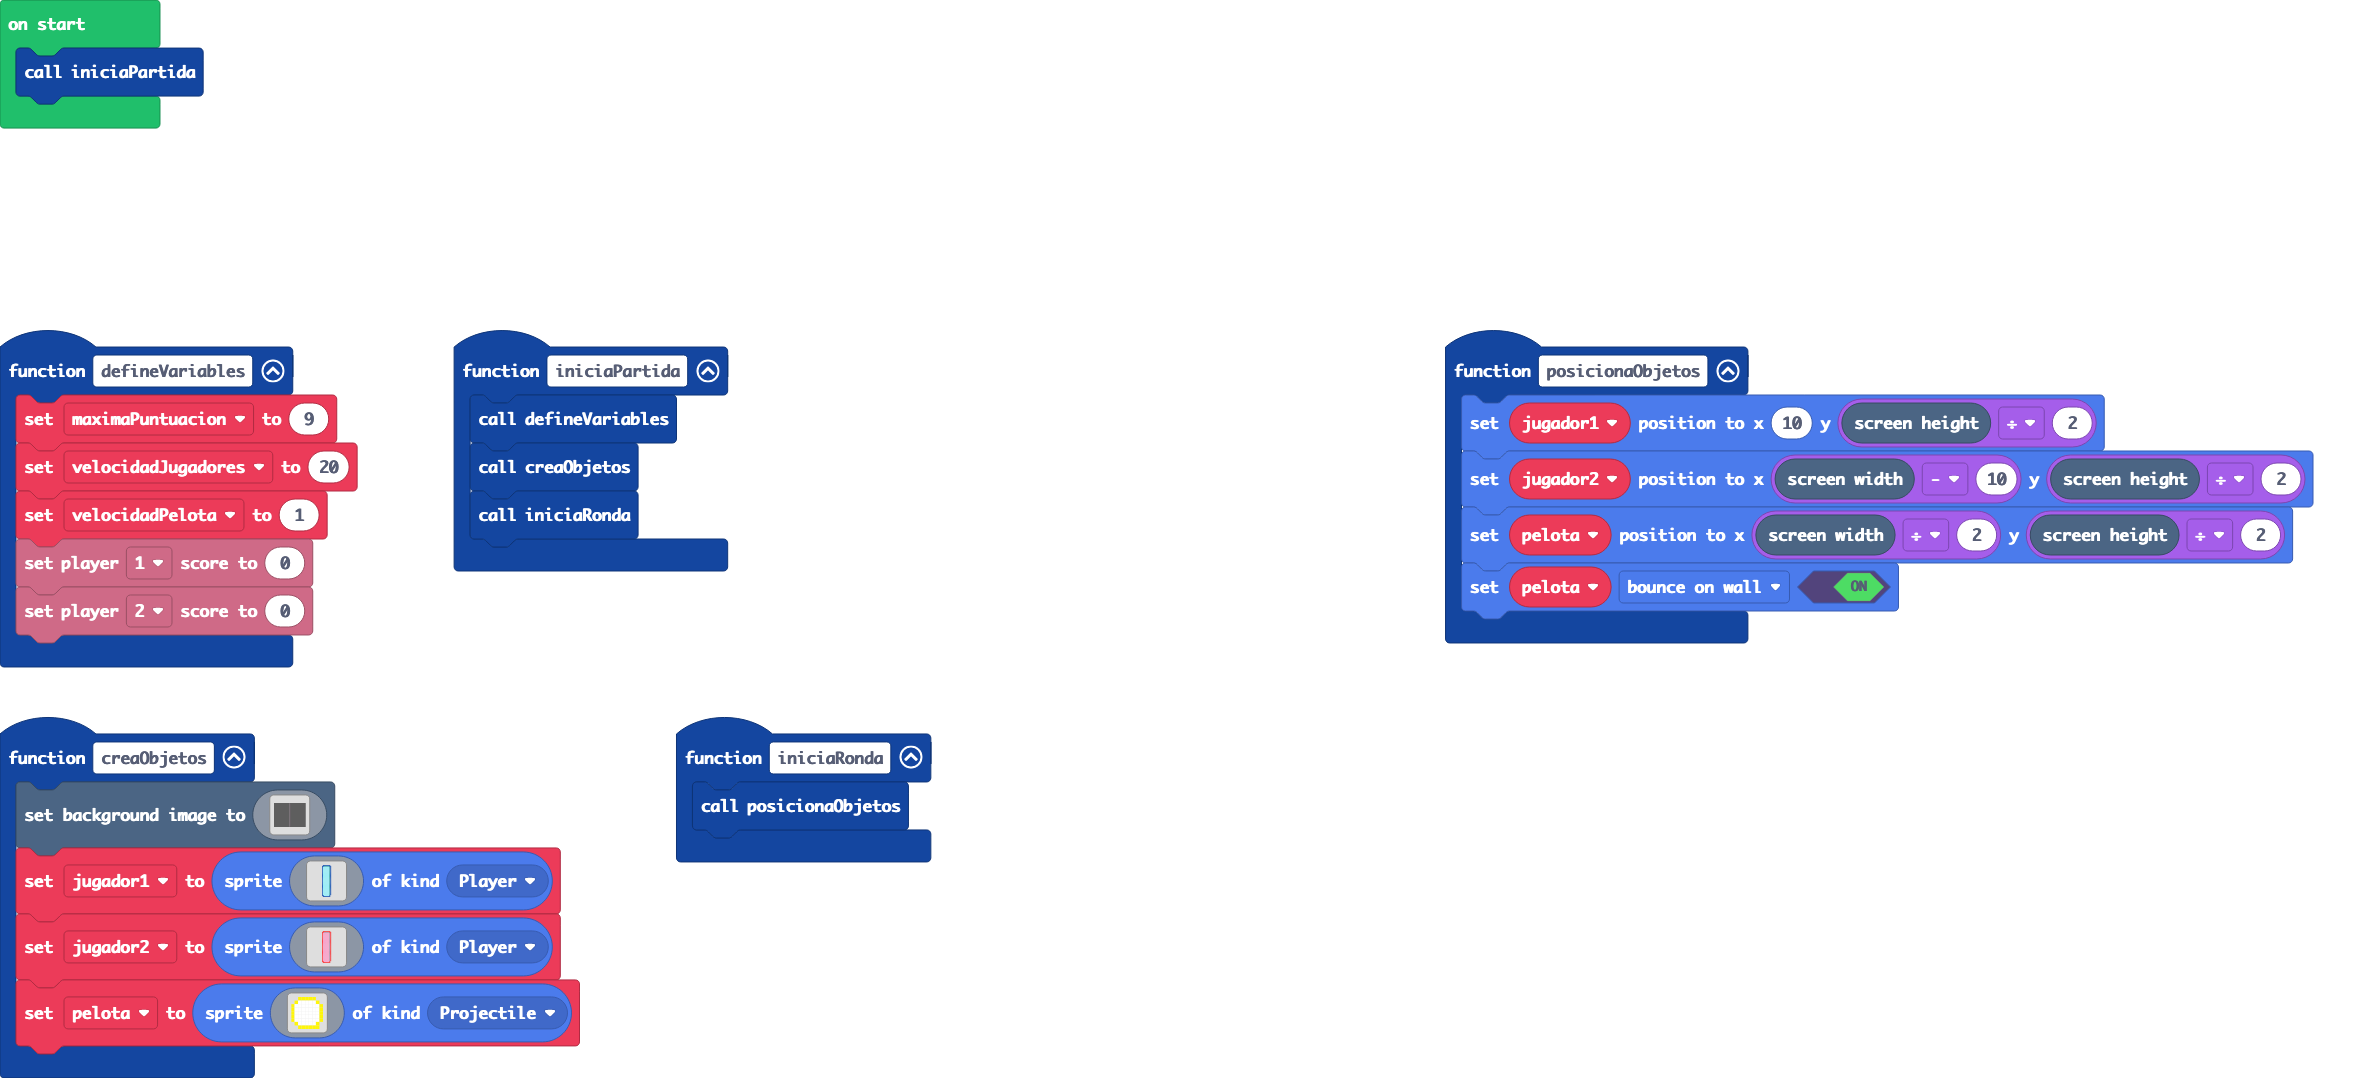 on start
call iniciaPartida
function defineVariables
set maximaPuntuacion to 9
set velocidadJugadores to 20
set velocidadPelota to 1
set player 1 score to 0
set player 2 score to 0
function iniciaPartida
call defineVariables
call creaObjetos
call iniciaRonda
function posicionaObjetos
set jugador1 position to x 10 y screen height ÷ 2
set jugador2 position to x screen width - 10 y screen height ÷ 2
set pelota position to x screen width ÷ 2 y screen height ÷ 2
set pelota bounce on wall ON
function creaObjetos
set background image to
set jugador1 to sprite of kind Player
set jugador2 to sprite of kind Player
set pelota to sprite of kind Projectile
function iniciaRonda
call posicionaObjetos